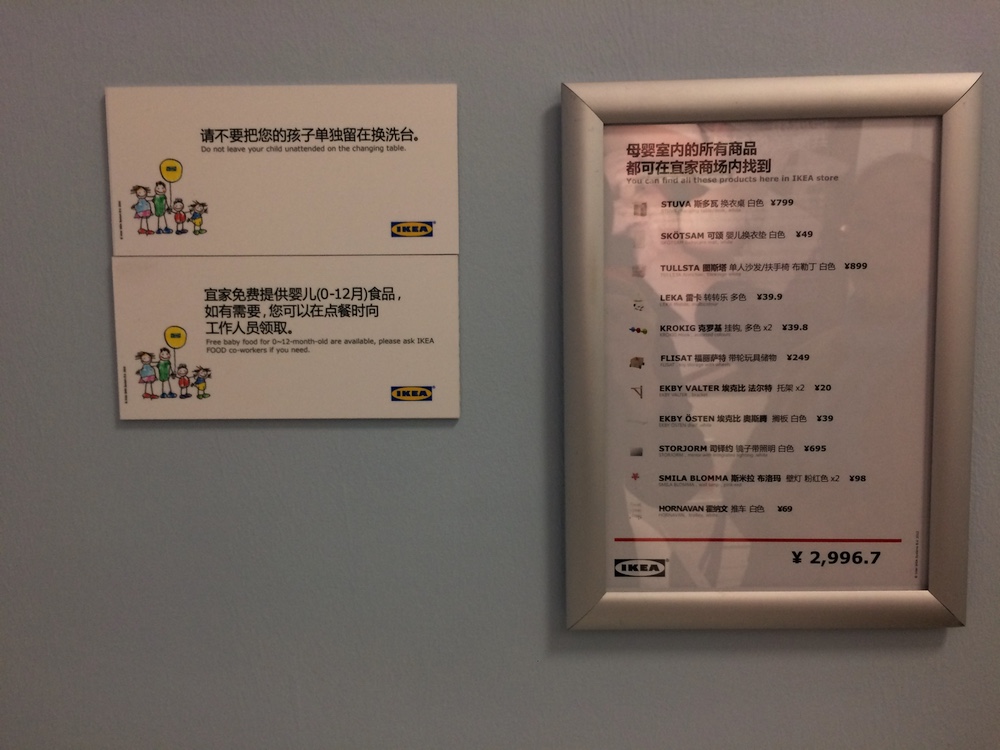 请不要把您的孩子单独留在换洗台。
Do not leave your child unattended on the changing table.
IKEA
宜家免费提供婴儿(0-12月)食品，
如有需要，您可以在点餐时向
工作人员领取。
Free baby food for 0~12-month-old are available, please ask IKEA
FOOD co-workers if you need.
IKEA
母婴室内的所有商品
都可在宜家商场内找到
You can find all these products here in IKEA store
STUVA 斯多瓦 换衣桌 白色 ¥799
SKÖTSAM 可颂 婴儿换衣垫 白色 ¥49
TULLSTA 图斯塔 单人沙发/扶手椅 布勒丁 白色 ¥899
LEKA 雷卡 转转乐 多色 ¥39.9
KROKIG 克罗基 挂钩, 多色 x2 ¥39.8
FLISAT 福丽萨特 带轮玩具储物 ¥249
EKBY VALTER 埃克比 法尔特 托架 x2 ¥20
EKBY ÖSTEN 埃克比 奥斯腾 搁板 白色 ¥39
STORJORM 司铎约 镜子带照明 白色 ¥695
SMILA BLOMMA 斯米拉 布洛玛 壁灯 粉红色 x2 ¥98
HORNAVAN 霍纳文 推车 白色 ¥69
IKEA
¥ 2,996.7